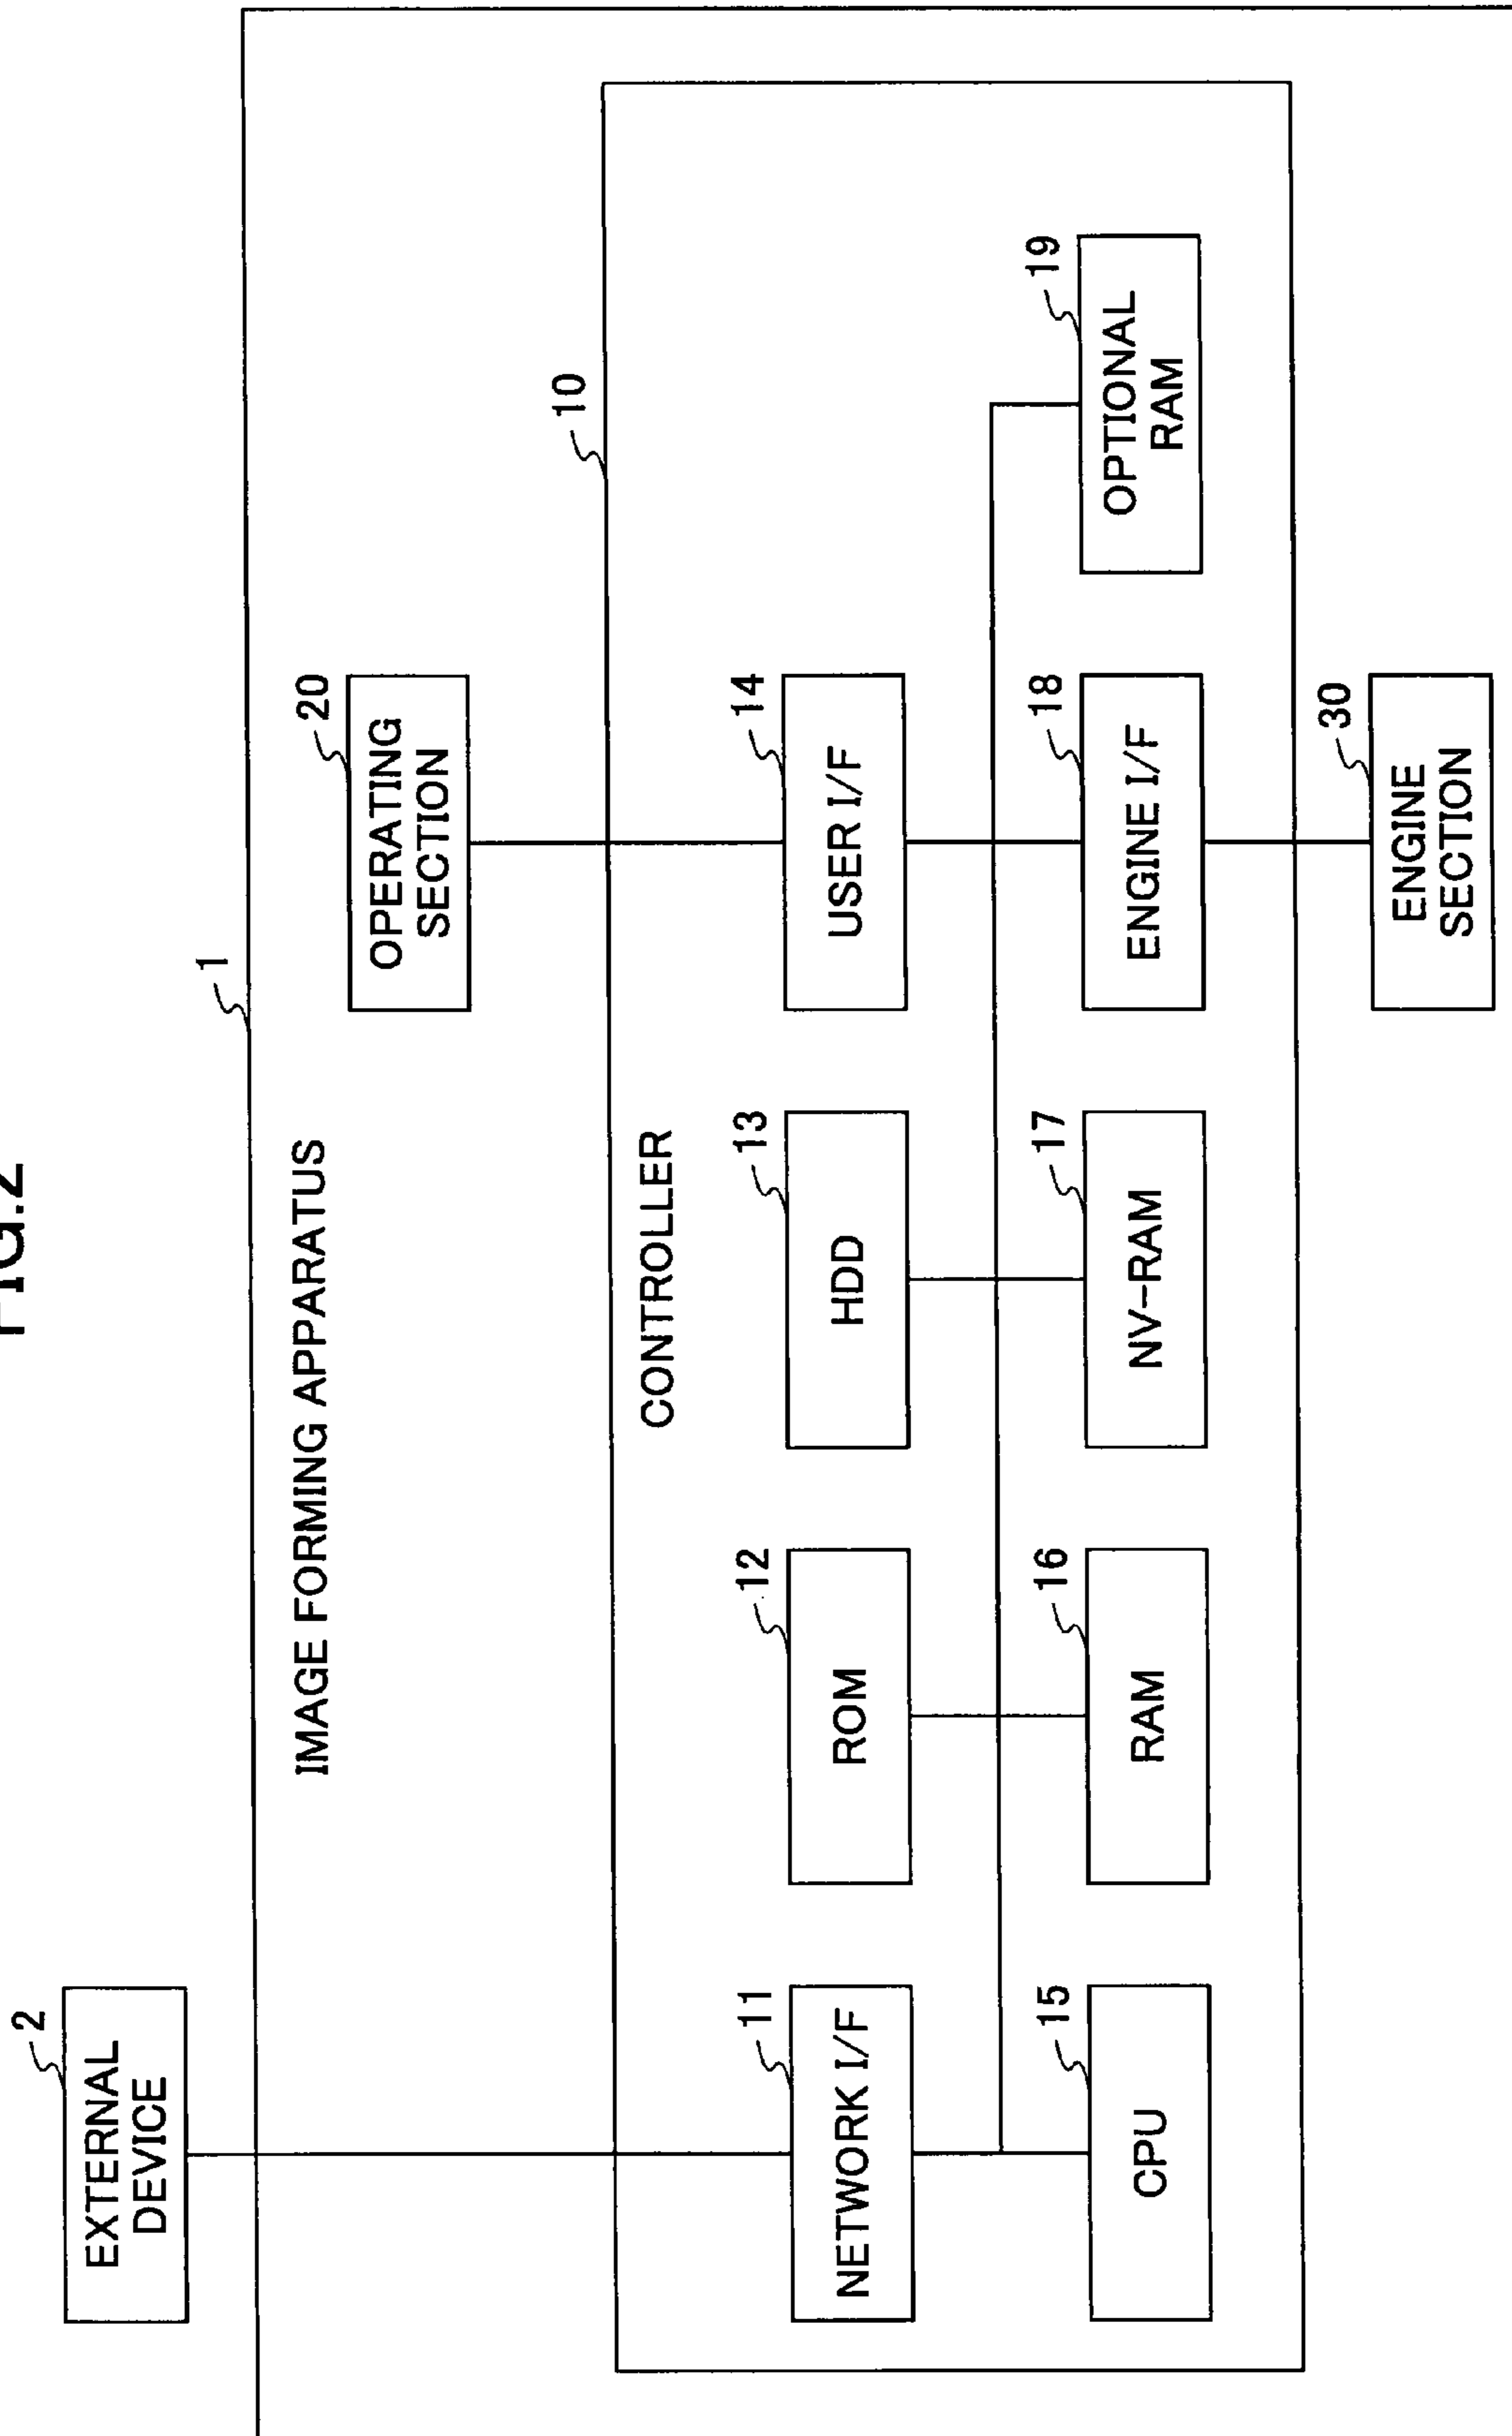 FIG.2
2
EXTERNAL
DEVICE
1
IMAGE FORMING APPARATUS
20
OPERATING
SECTION
10
CONTROLLER
11
NETWORK I/F
12
ROM
13
HDD
14
USER I/F
15
CPU
16
RAM
17
NV-RAM
18
ENGINE I/F
19
OPTIONAL
RAM
30
ENGINE
SECTION